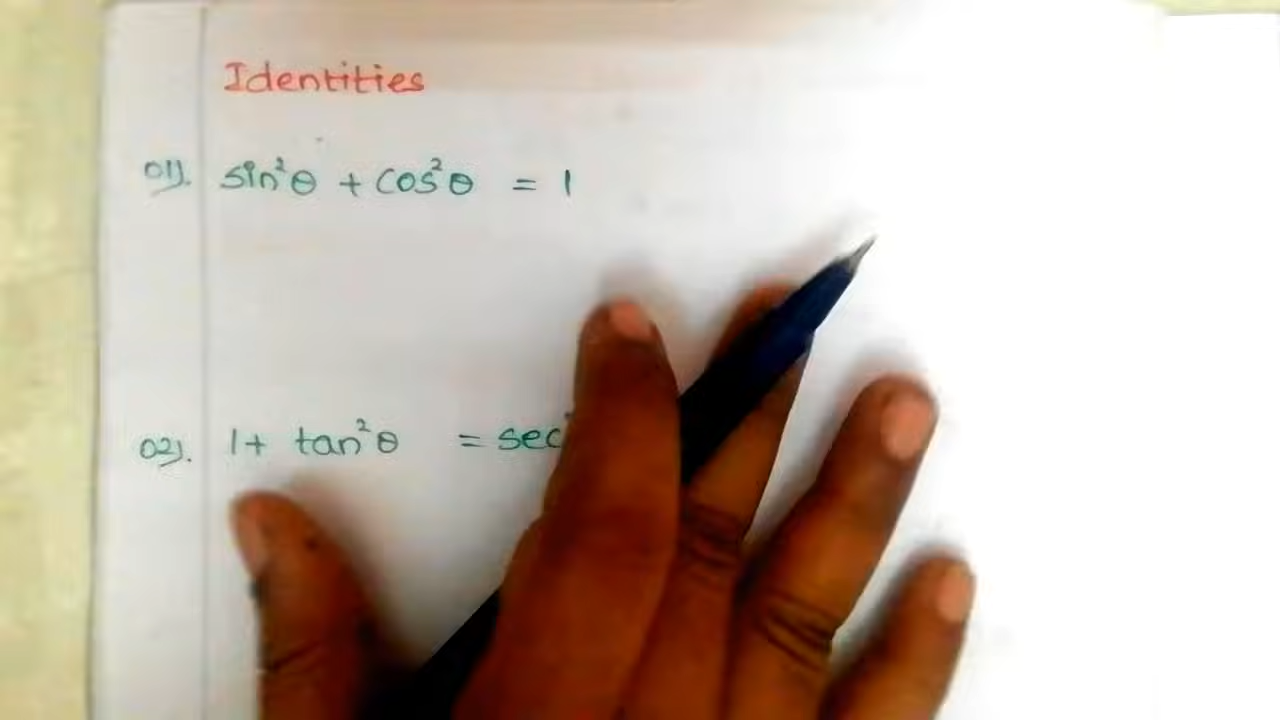 Identities
01). sin²θ + cos²θ = 1
02). 1 + tan²θ = sec